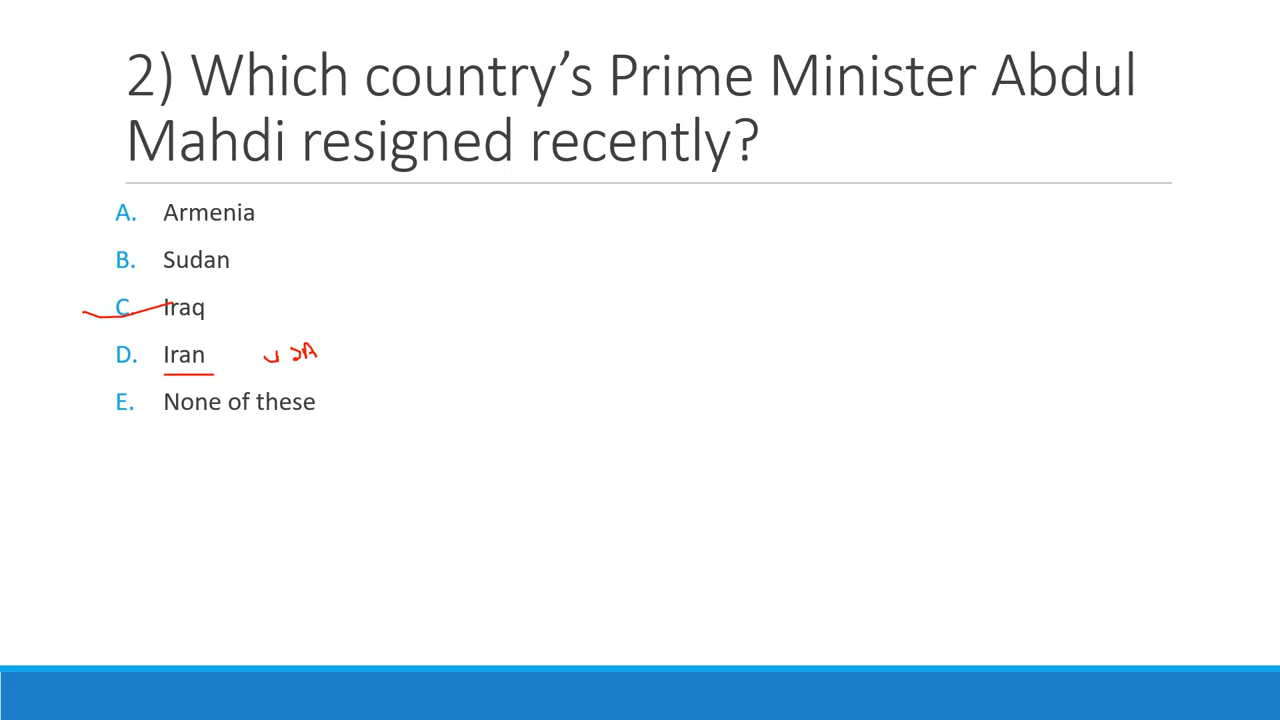 2) Which country’s Prime Minister Abdul
Mahdi resigned recently?
A. Armenia
B. Sudan
C. Iraq
D. Iran
E. None of these